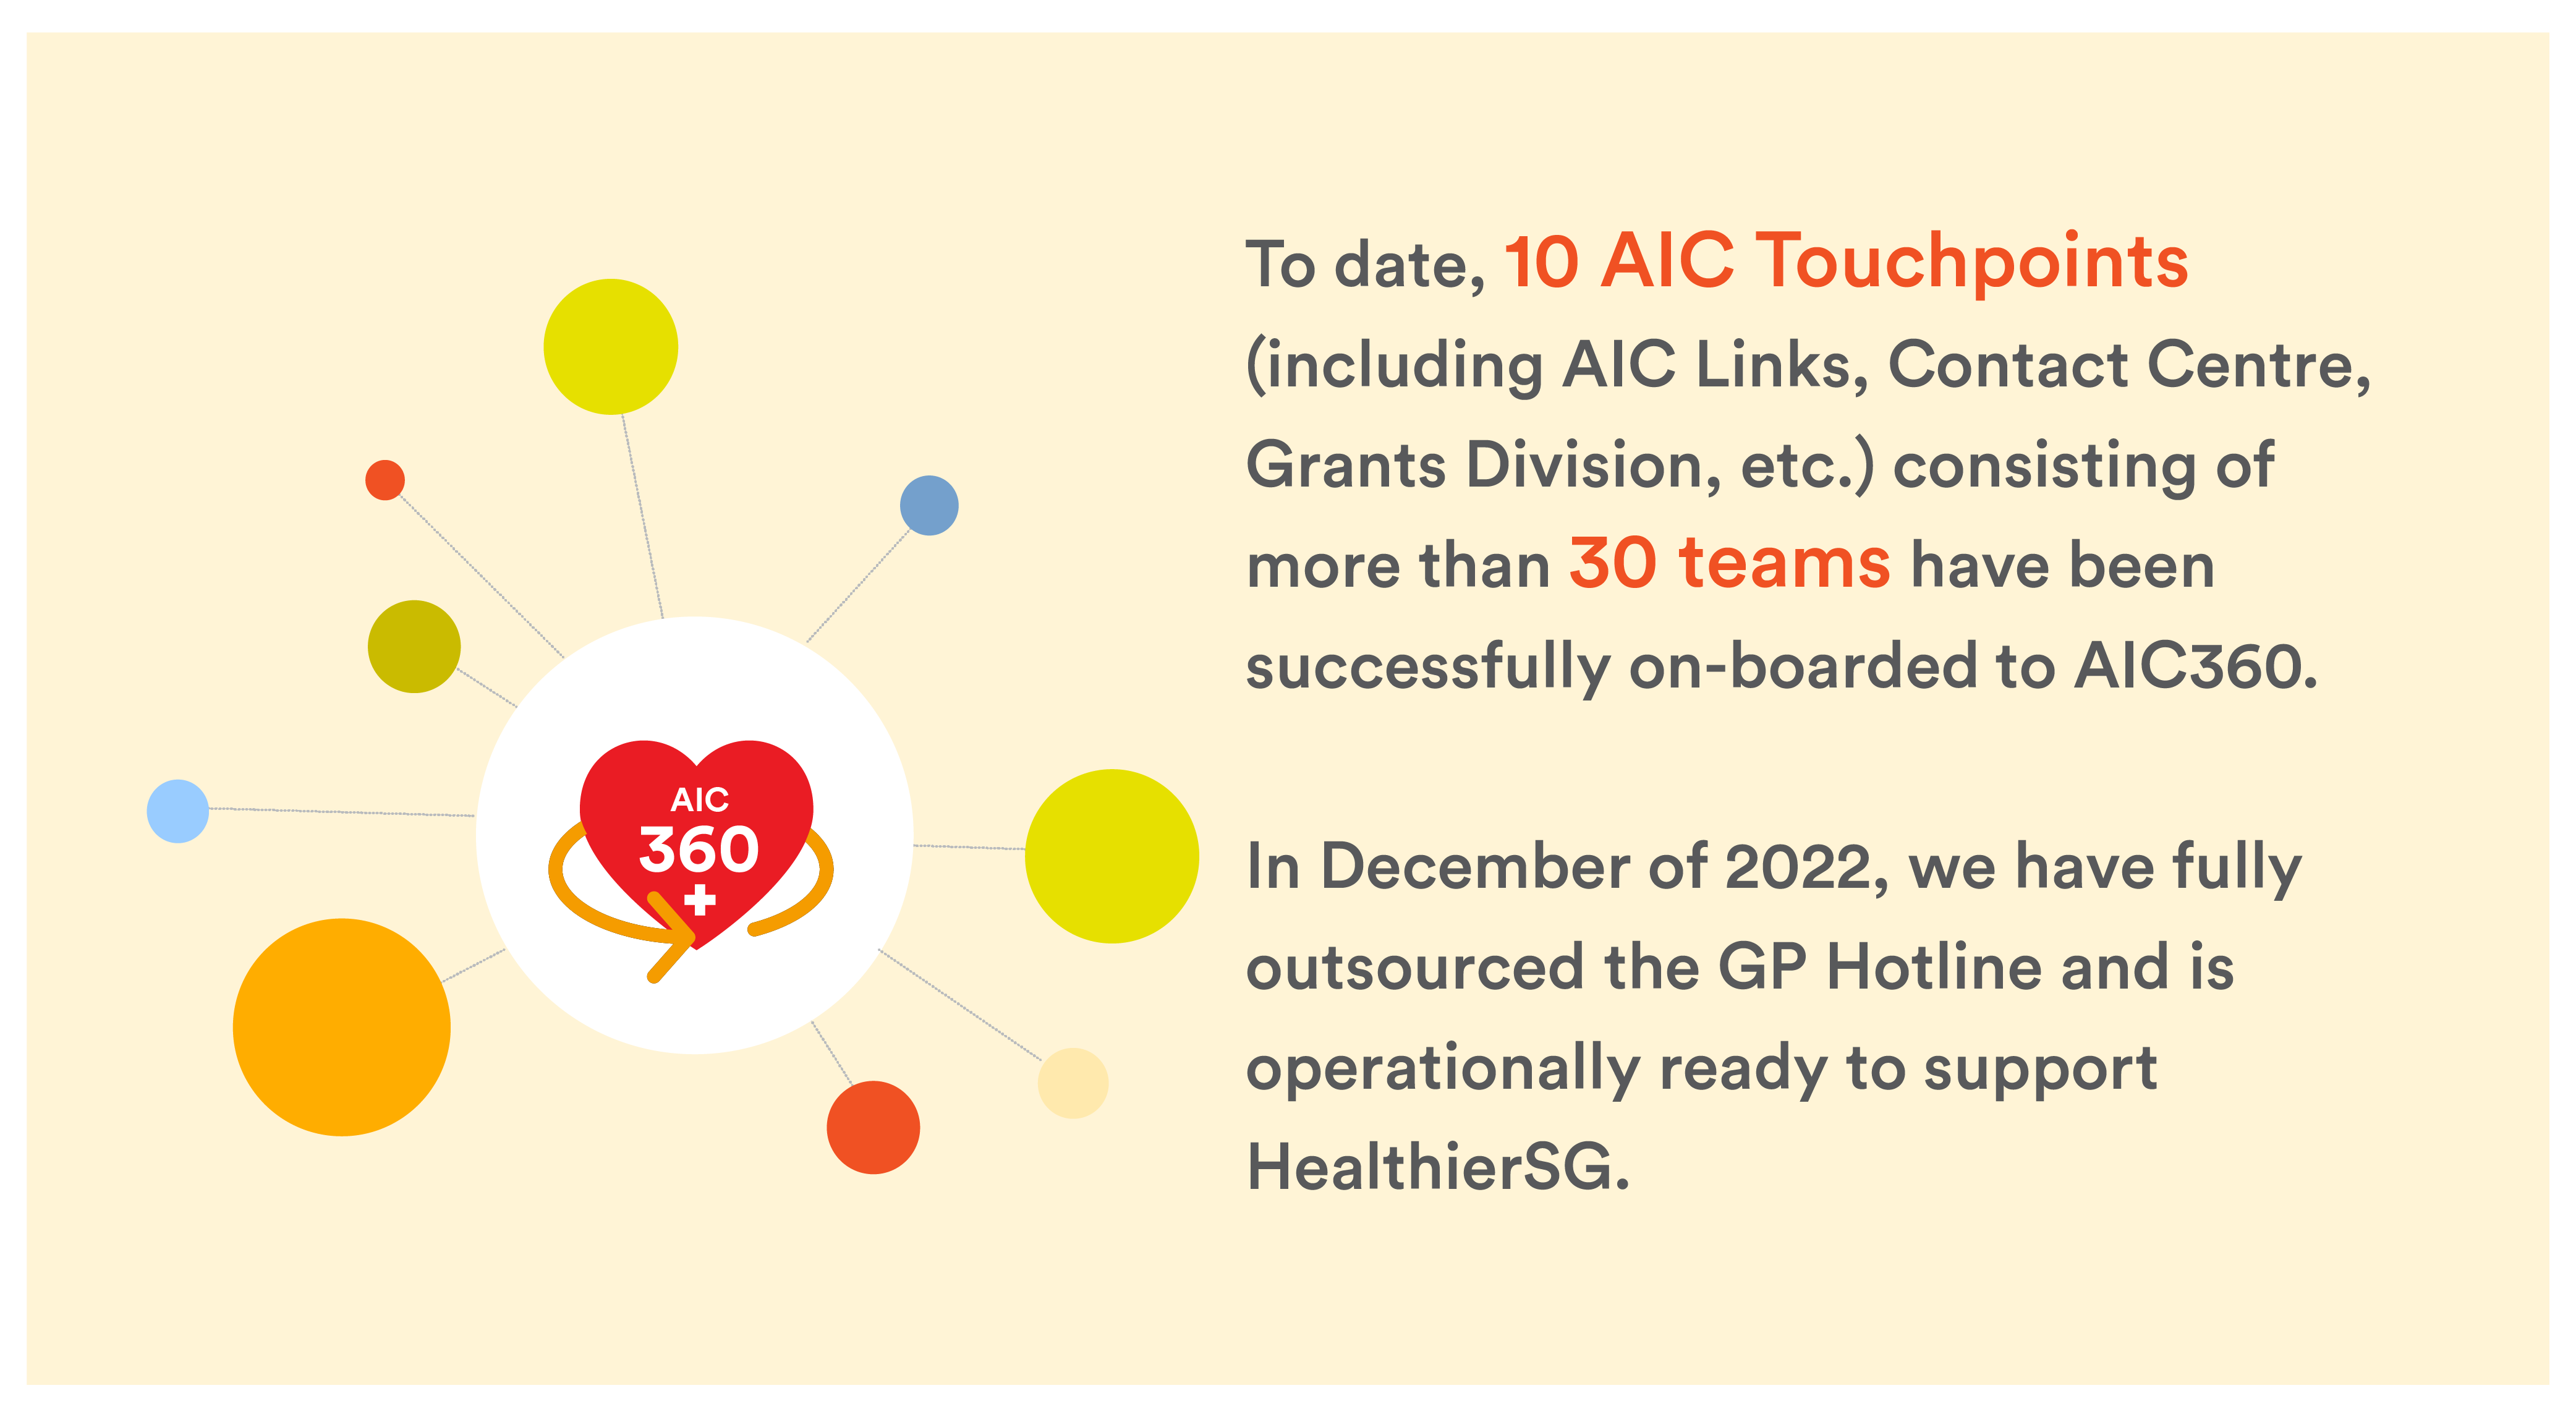 To date, 10 AIC Touchpoints
(including AIC Links, Contact Centre,
Grants Division, etc.) consisting of
more than 30 teams have been
successfully on-boarded to AIC360.
In December of 2022, we have fully
outsourced the GP Hotline and is
operationally ready to support
HealthierSG.
AIC
360
+